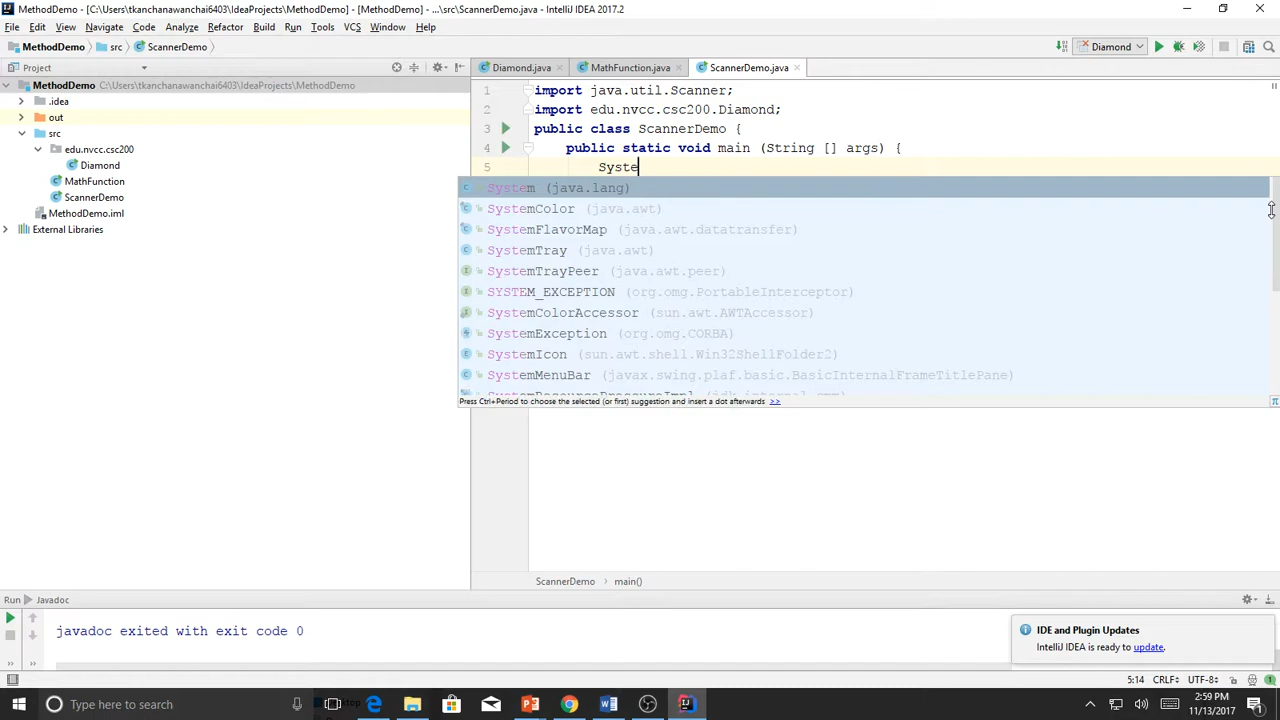 MethodDemo - [C:\Users\tkanchanawanchai6403\IdeaProjects\MethodDemo] - [MethodDemo] - ...\src\ScannerDemo.java - IntelliJ IDEA 2017.2
File Edit View Navigate Code Analyze Refactor Build Run Tools VCS Window Help
MethodDemo src ScannerDemo Diamond
Project Diamond.java MathFunction.java ScannerDemo.java
MethodDemo C:\Users\tkanchanawanchai6403\IdeaProjects\MethodDemo
.idea
out
src
edu.nvcc.csc200
Diamond
MathFunction
ScannerDemo
MethodDemo.iml
External Libraries
1 import java.util.Scanner;
2 import edu.nvcc.csc200.Diamond;
3 public class ScannerDemo {
4 public static void main (String [] args) {
5 Syste
System (java.lang)
SystemColor (java.awt)
SystemFlavorMap (java.awt.datatransfer)
SystemTray (java.awt)
SystemTrayPeer (java.awt.peer)
SYSTEM_EXCEPTION (org.omg.PortableInterceptor)
SystemColorAccessor (sun.awt.AWTAccessor)
SystemException (org.omg.CORBA)
SystemIcon (sun.awt.shell.Win32ShellFolder2)
SystemMenuBar (javax.swing.plaf.basic.BasicInternalFrameTitlePane)
Press Ctrl+Period to choose the selected (or first) suggestion and insert a dot afterwards >>
ScannerDemo main()
Run Javadoc
javadoc exited with exit code 0
IDE and Plugin Updates
IntelliJ IDEA is ready to update.
5:14 CRLF UTF-8
Type here to search
2:59 PM
11/13/2017